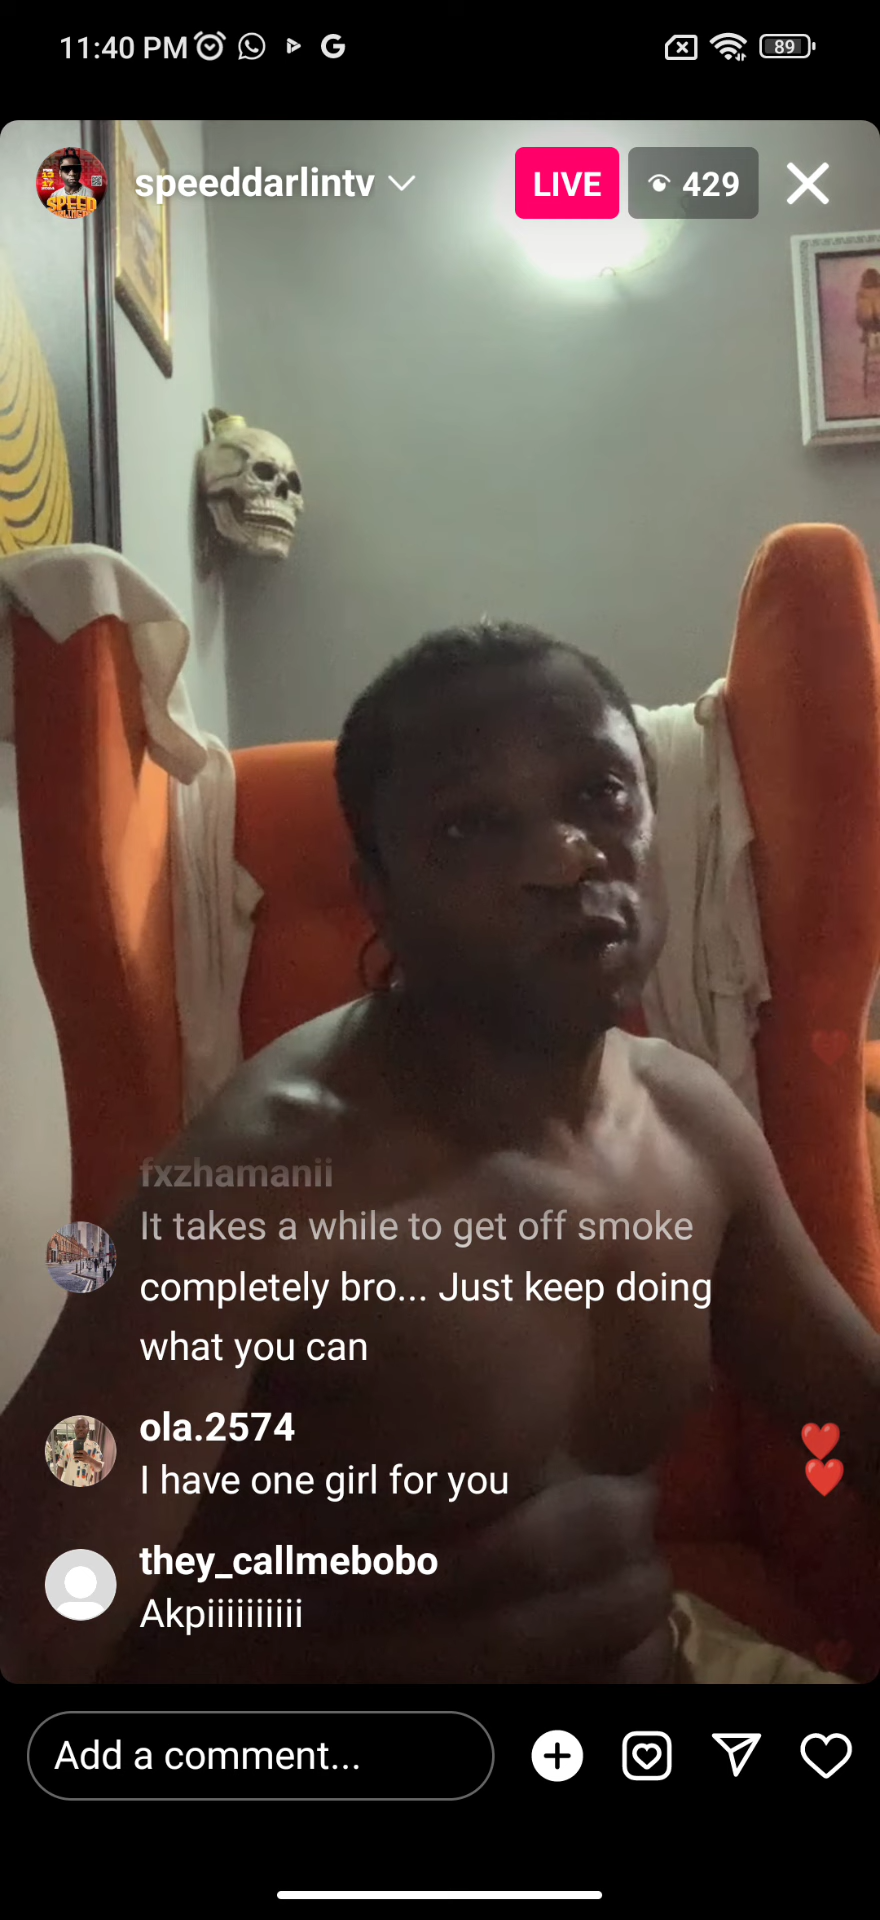 11:40 PM
89
speeddarlintv
LIVE
429
SPEED
fxzhamanii
It takes a while to get off smoke
completely bro... Just keep doing
what you can
ola.2574
I have one girl for you
they_callmebobo
Akpiiiiiiiiii
Add a comment...